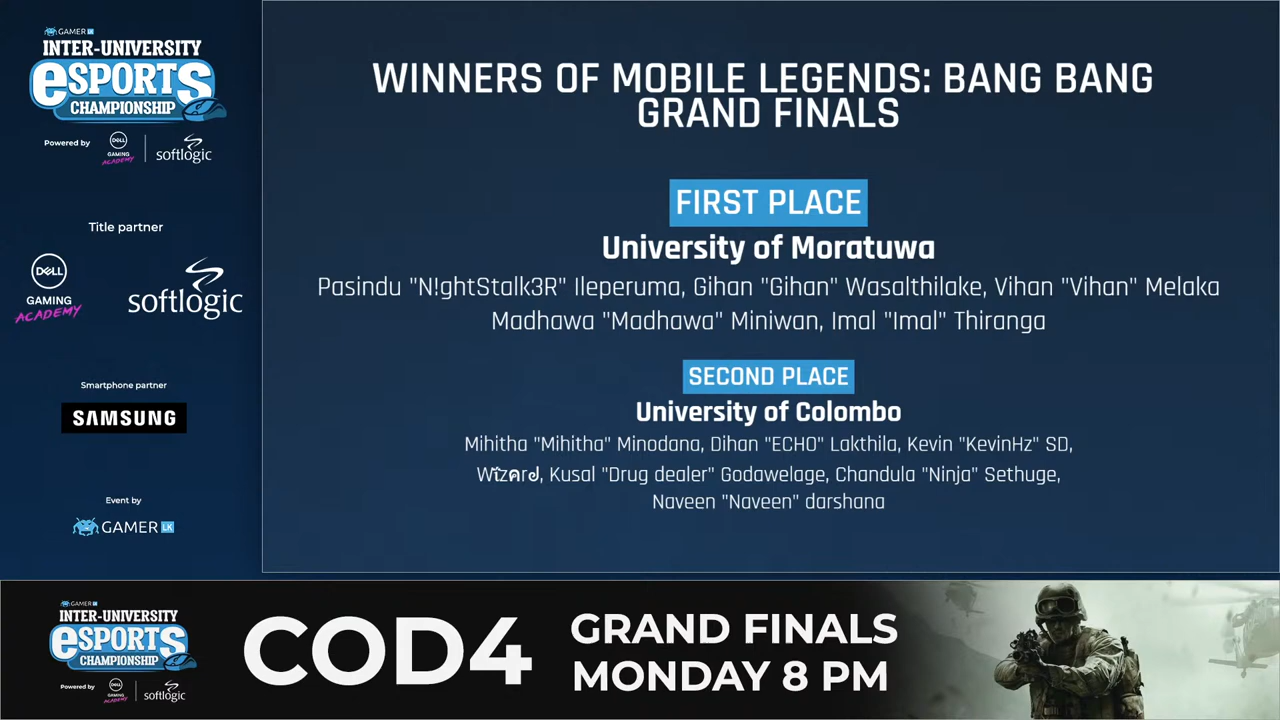 GAMER LK
INTER-UNIVERSITY
eSPORTS
CHAMPIONSHIP
Powered by
DELL
GAMING
ACADEMY
softlogic
Title partner
DELL
GAMING
ACADEMY
softlogic
Smartphone partner
SAMSUNG
Event by
GAMER LK
WINNERS OF MOBILE LEGENDS: BANG BANG
GRAND FINALS
FIRST PLACE
University of Moratuwa
Pasindu "N!ghtStalk3R" Ileperuma, Gihan "Gihan" Wasalthilake, Vihan "Vihan" Melaka
Madhawa "Madhawa" Miniwan, Imal "Imal" Thiranga
SECOND PLACE
University of Colombo
Mihitha "Mihitha" Minodana, Dihan "ECHO" Lakthila, Kevin "KevinHz" SD,
Kusal "Drug dealer" Godawelage, Chandula "Ninja" Sethuge,
Naveen "Naveen" darshana
GAMER LK
INTER-UNIVERSITY
eSPORTS
CHAMPIONSHIP
Powered by
DELL
GAMING
ACADEMY
softlogic
COD4
GRAND FINALS
MONDAY 8 PM